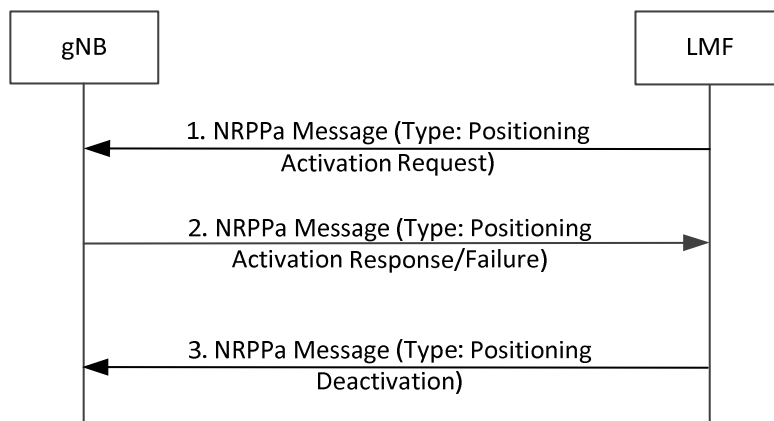 gNB
LMF
1. NRPPa Message (Type: Positioning
Activation Request)
2. NRPPa Message (Type: Positioning
Activation Response/Failure)
3. NRPPa Message (Type: Positioning
Deactivation)